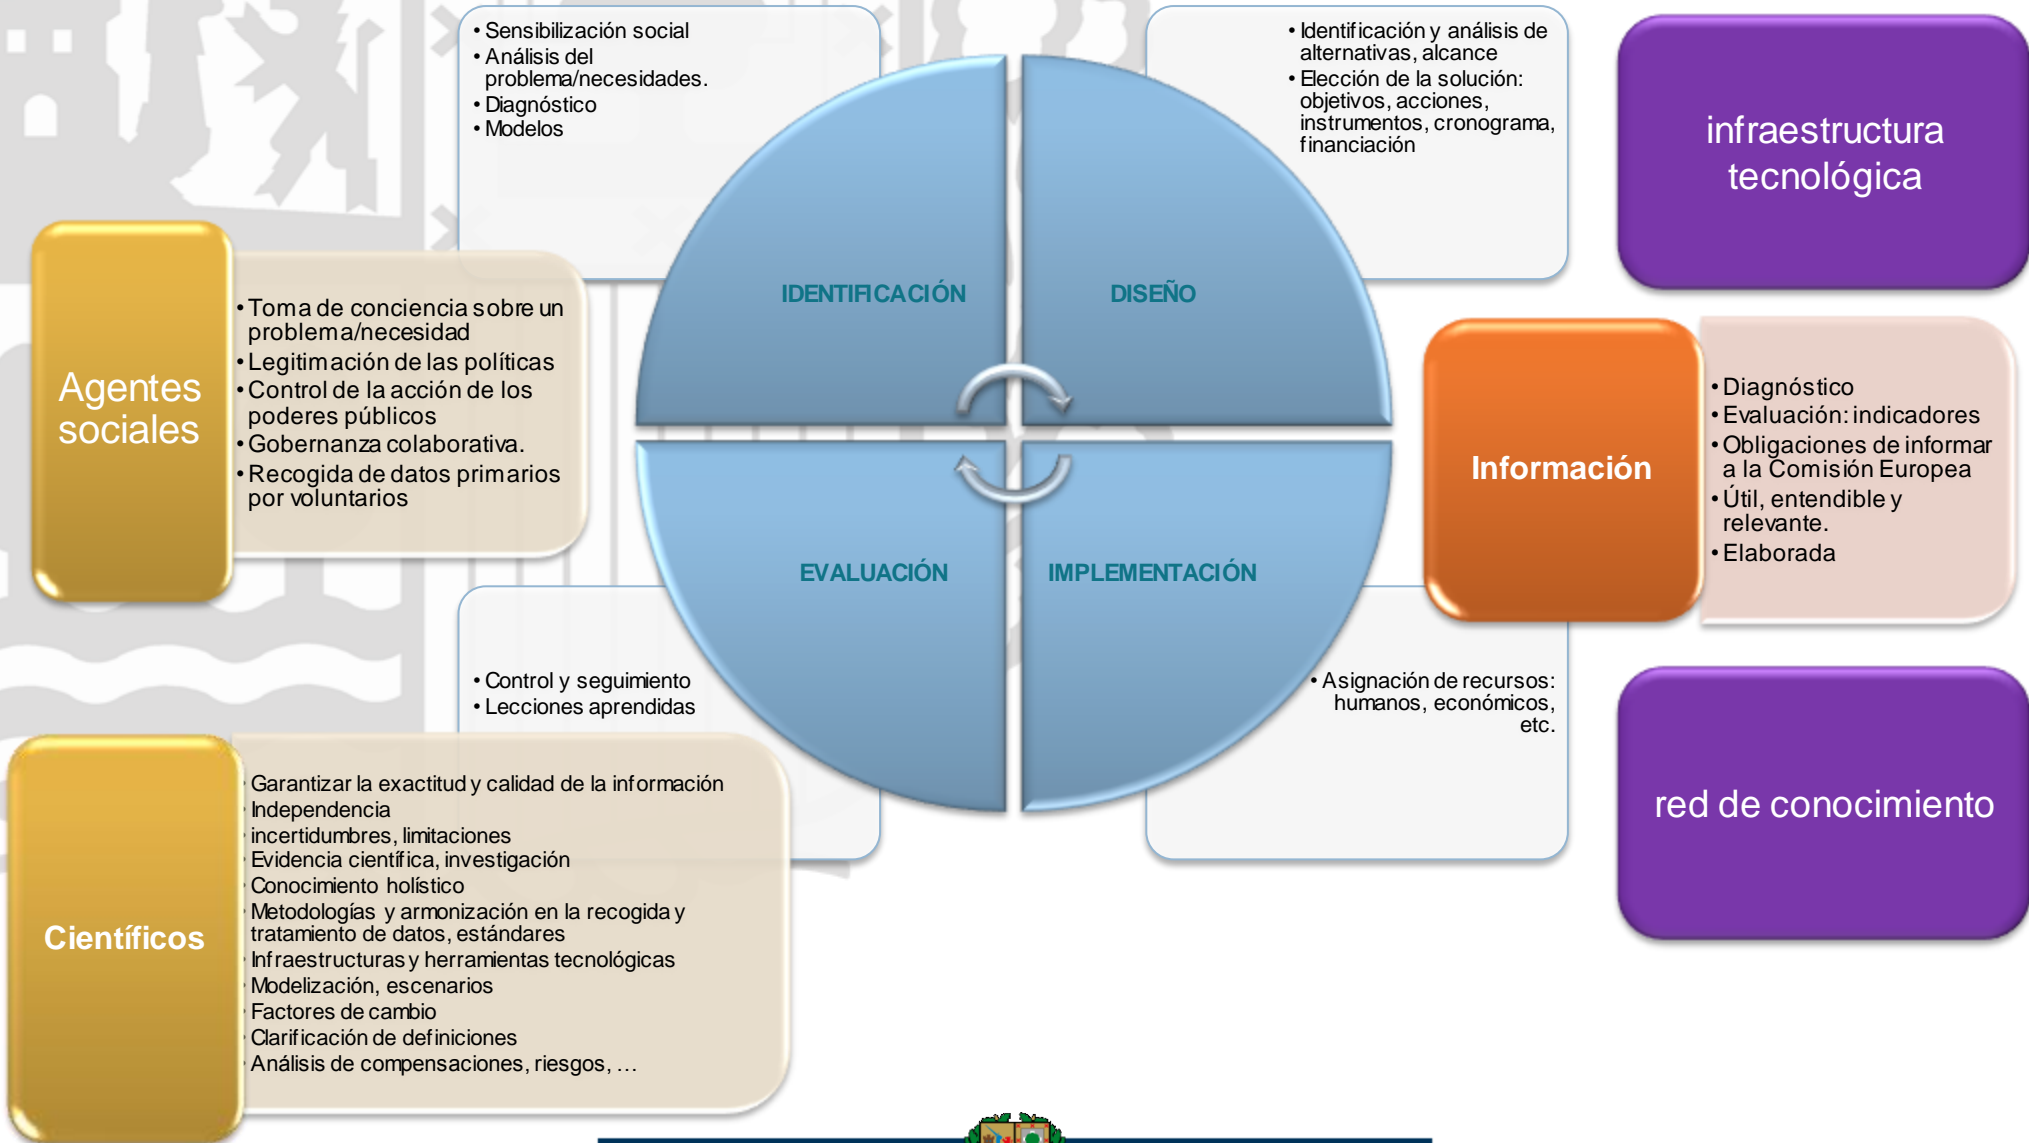 • Sensibilización social
• Análisis del
problema/necesidades.
• Diagnóstico
• Modelos
• Identificación y análisis de
alternativas, alcance
• Elección de la solución:
objetivos, acciones,
instrumentos, cronograma,
financiación
infraestructura
tecnológica
IDENTIFICACIÓN
DISEÑO
Agentes
sociales
• Toma de conciencia sobre un
problema/necesidad
• Legitimación de las políticas
• Control de la acción de los
poderes públicos
• Gobernanza colaborativa.
• Recogida de datos primarios
por voluntarios
Información
• Diagnóstico
• Evaluación: indicadores
• Obligaciones de informar
a la Comisión Europea
• Útil, entendible y
relevante.
• Elaborada
EVALUACIÓN
IMPLEMENTACIÓN
• Control y seguimiento
• Lecciones aprendidas
• Asignación de recursos:
humanos, económicos,
etc.
red de conocimiento
Científicos
• Garantizar la exactitud y calidad de la información
• Independencia
• incertidumbres, limitaciones
• Evidencia científica, investigación
• Conocimiento holístico
• Metodologías y armonización en la recogida y
tratamiento de datos, estándares
• Infraestructuras y herramientas tecnológicas
• Modelización, escenarios
• Factores de cambio
• Clarificación de definiciones
• Análisis de compensaciones, riesgos, …